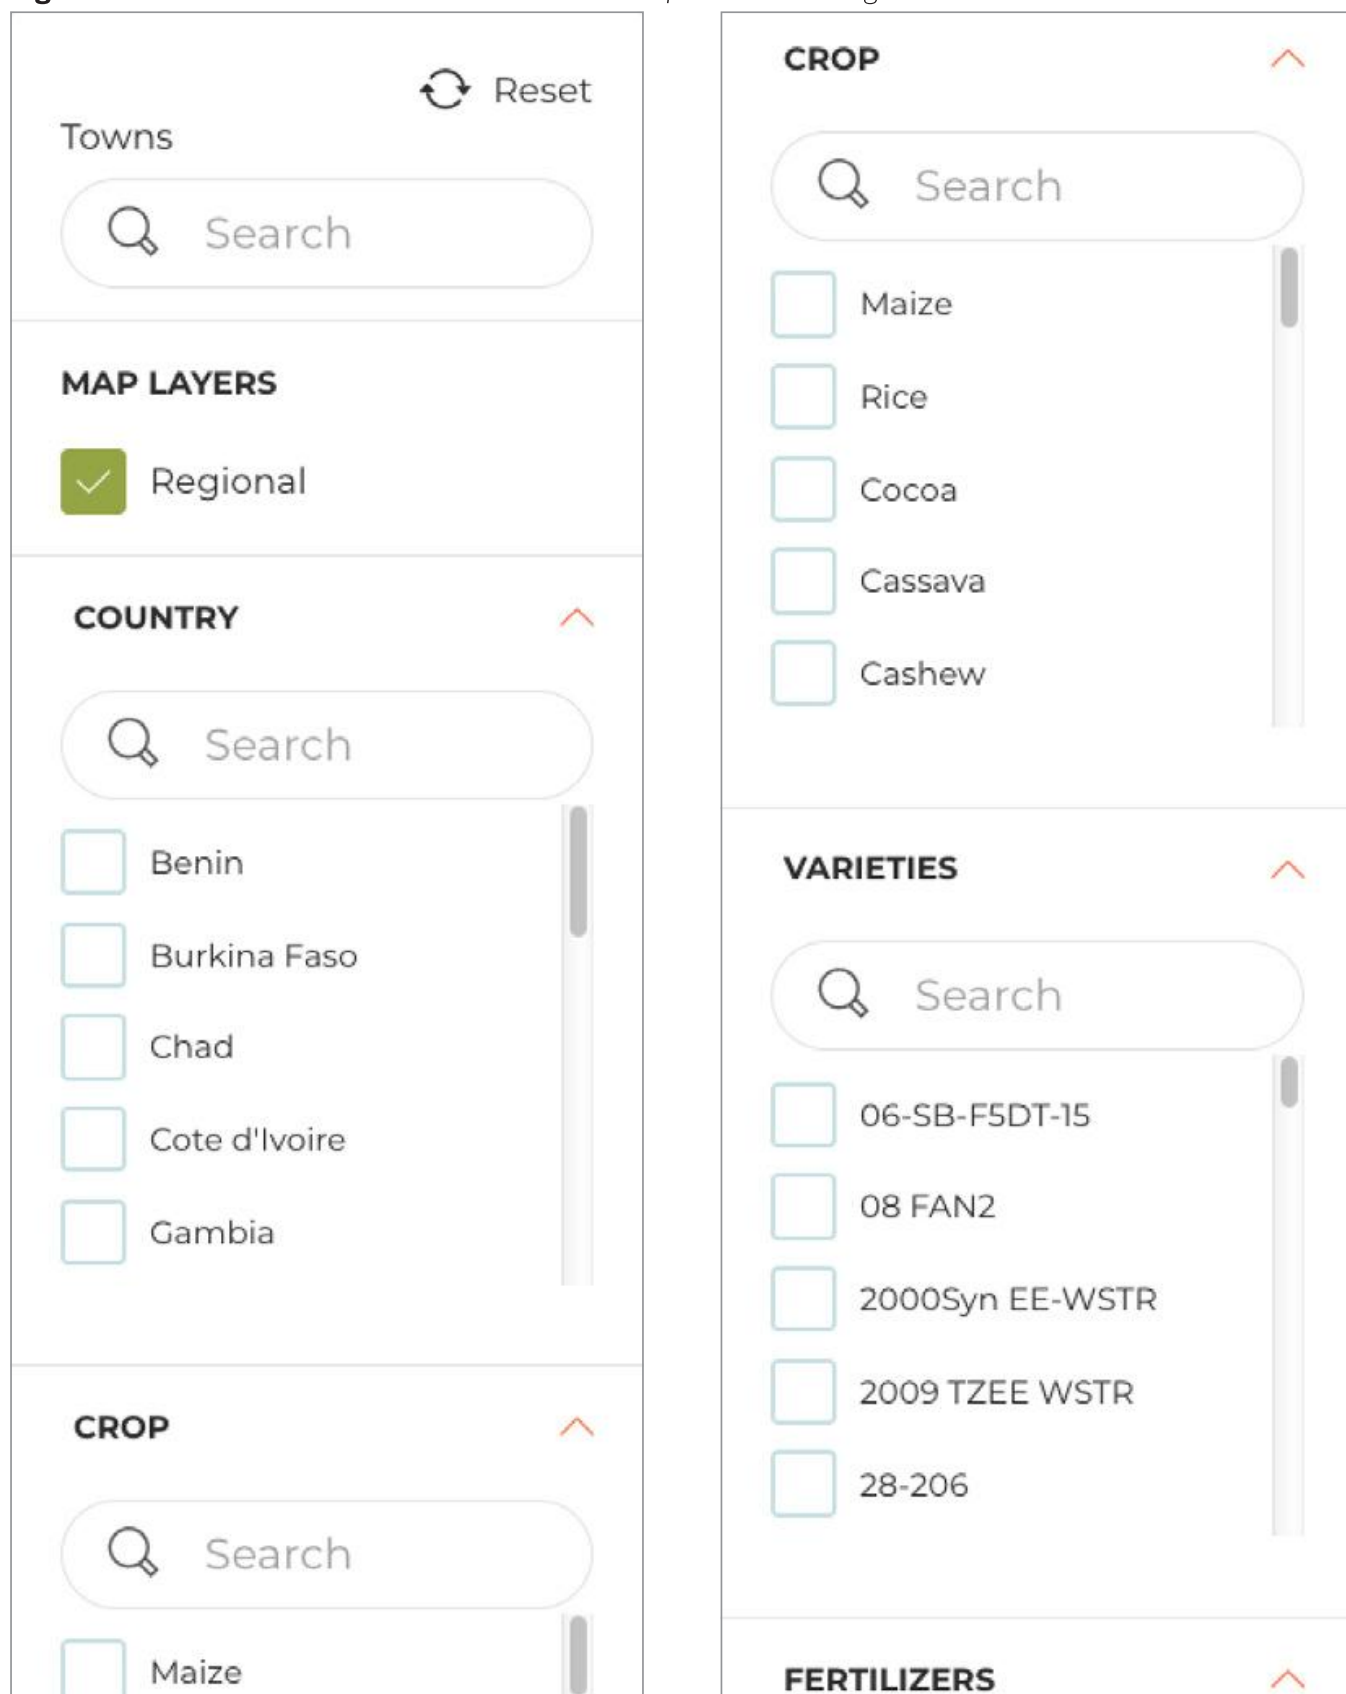 Reset
Towns
Search
MAP LAYERS
Regional
COUNTRY
Search
Benin
Burkina Faso
Chad
Cote d'Ivoire
Gambia
CROP
Search
Maize
CROP
Search
Maize
Rice
Cocoa
Cassava
Cashew
VARIETIES
Search
06-SB-F5DT-15
08 FAN2
2000Syn EE-WSTR
2009 TZEE WSTR
28-206
FERTILIZERS